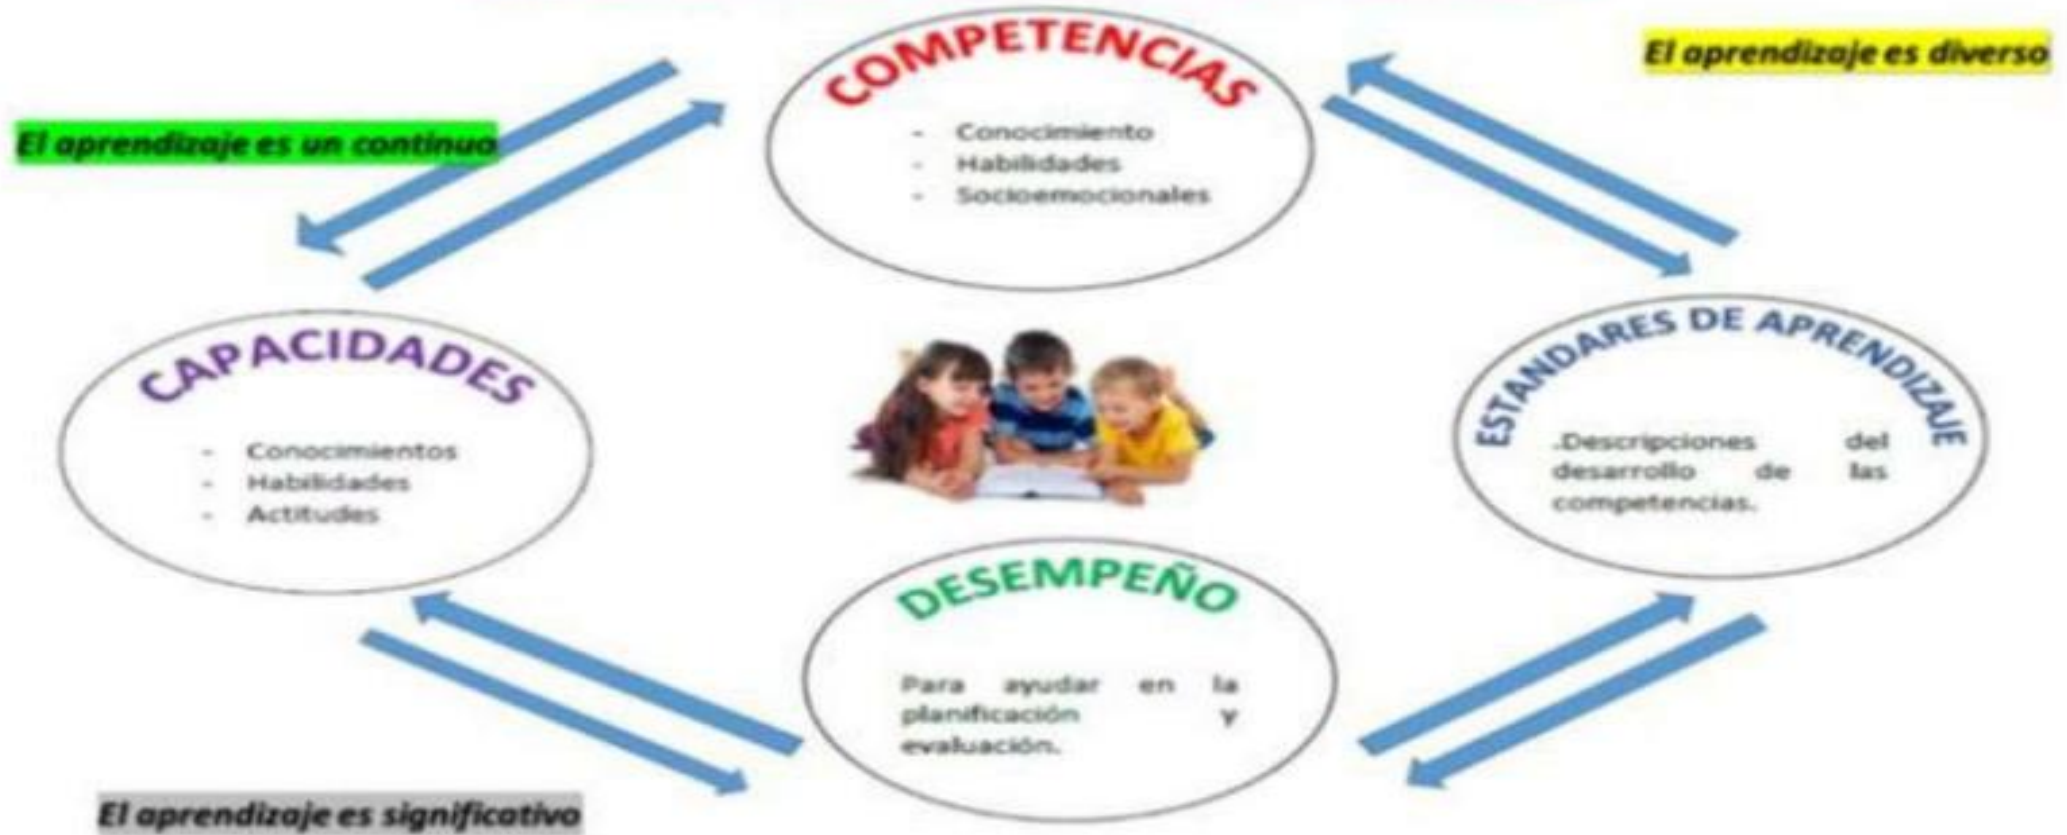 COMPETENCIAS
- Conocimiento
- Habilidades
- Socioemocionales
El aprendizaje es diverso
El aprendizaje es un continuo
CAPACIDADES
- Conocimientos
- Habilidades
- Actitudes
ESTANDARES DE APRENDIZAJE
.Descripciones del
desarrollo de las
competencias.
DESEMPEÑO
Para ayudar en la
planificación y
evaluación.
El aprendizaje es significativo